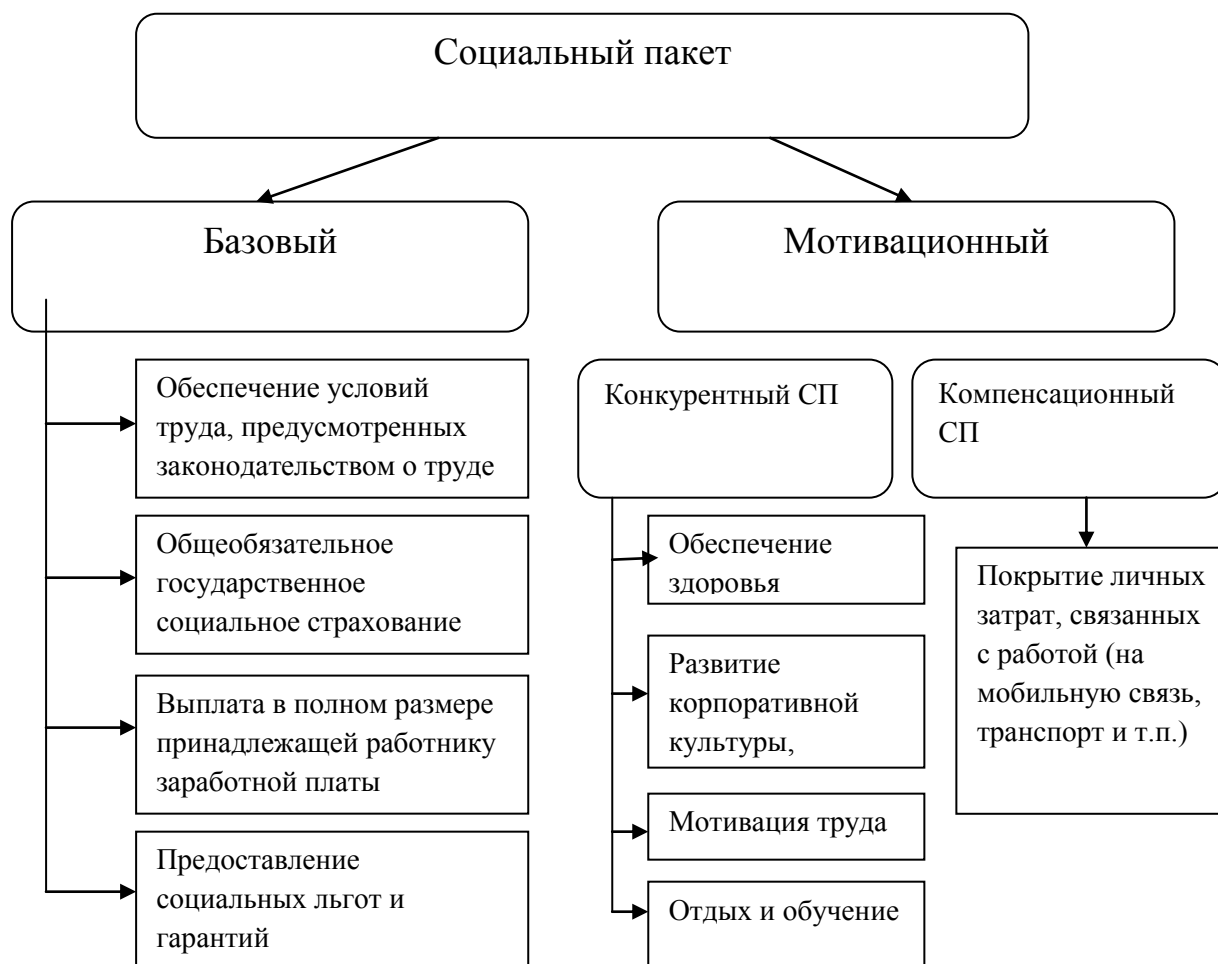 Социальный пакет
Базовый
Обеспечение условий
труда, предусмотренных
законодательством о труде
Общеобязательное
государственное
социальное страхование
Выплата в полном размере
принадлежащей работнику
заработной платы
Предоставление
социальных льгот и
гарантий
Мотивационный
Конкурентный СП
Обеспечение
здоровья
Развитие
корпоративной
культуры,
Мотивация труда
Отдых и обучение
Компенсационный
СП
Покрытие личных
затрат, связанных
с работой (на
мобильную связь,
транспорт и т.п.)